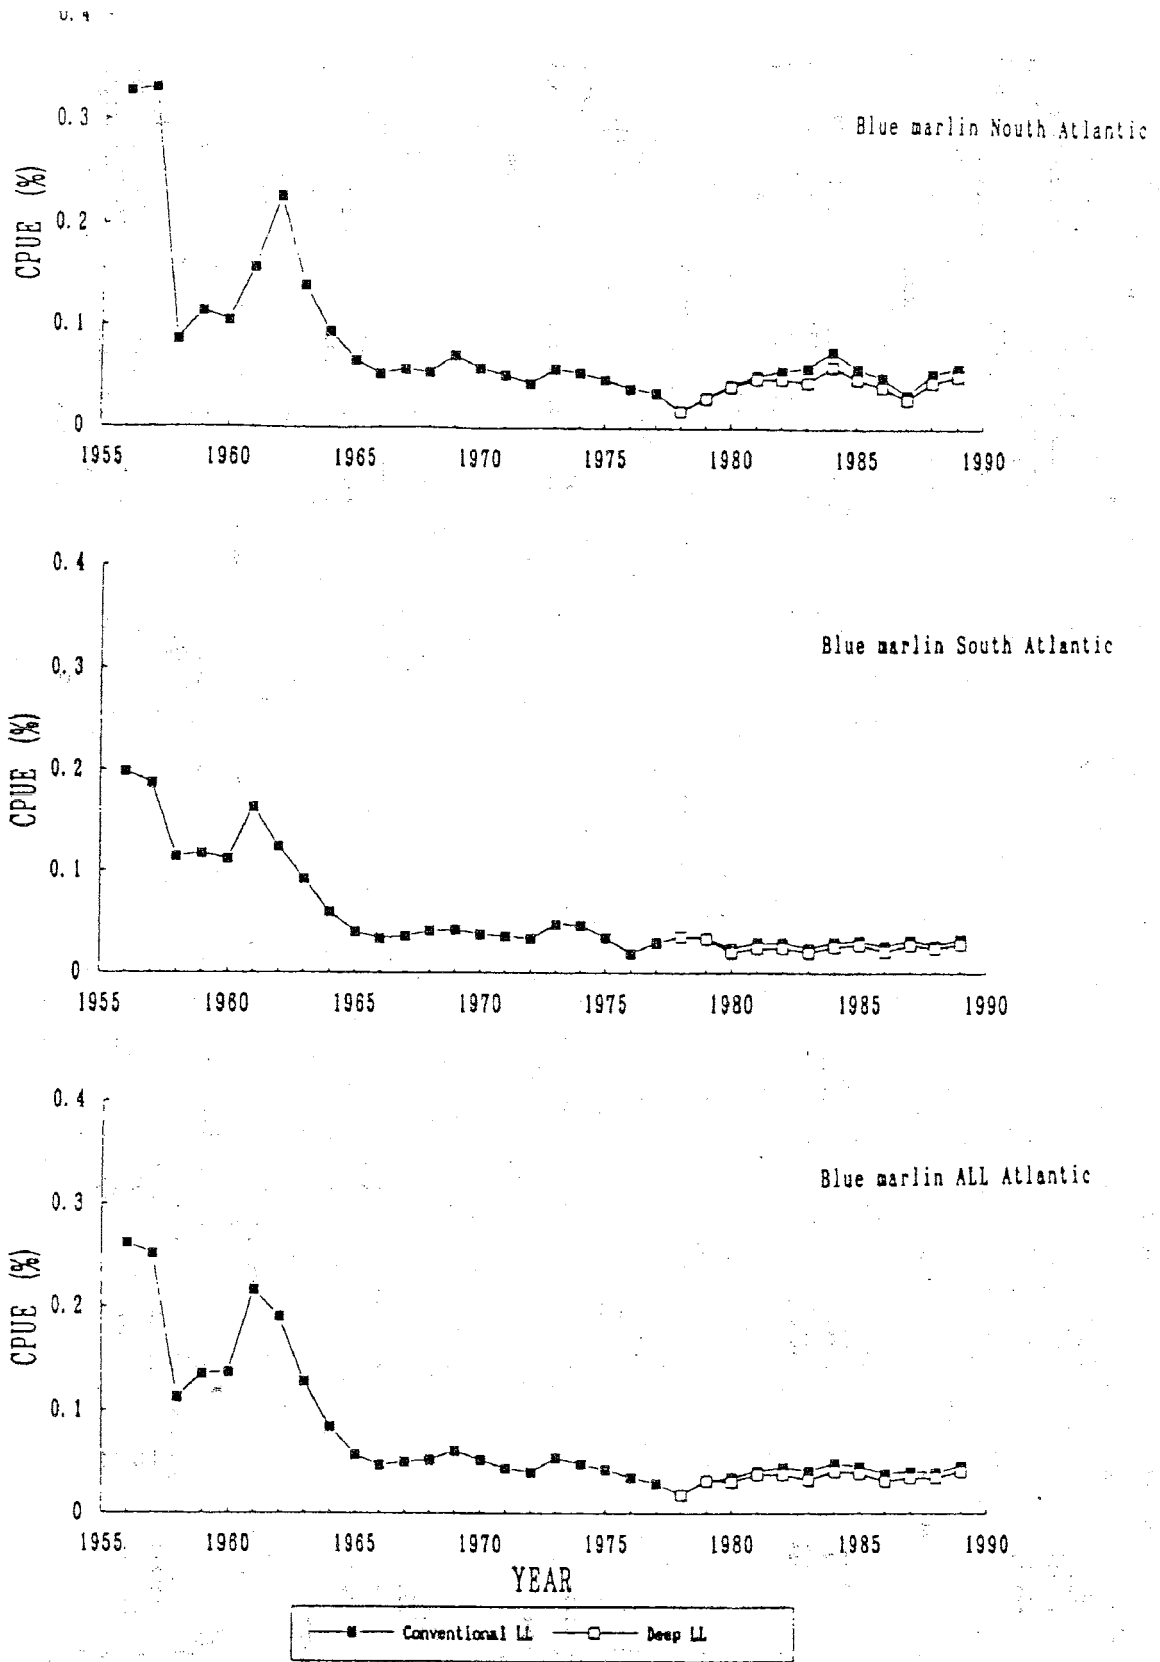 0.4
0.3
0.2
0.1
0
CPUE (%)
Blue marlin Nouth Atlantic
1955 1960 1965 1970 1975 1980 1985 1990
0.4
0.3
0.2
0.1
0
CPUE (%)
Blue marlin South Atlantic
1955 1960 1965 1970 1975 1980 1985 1990
0.4
0.3
0.2
0.1
0
CPUE (%)
Blue marlin ALL Atlantic
1955 1960 1965 1970 1975 1980 1985 1990
YEAR
Conventional LL Deep LL